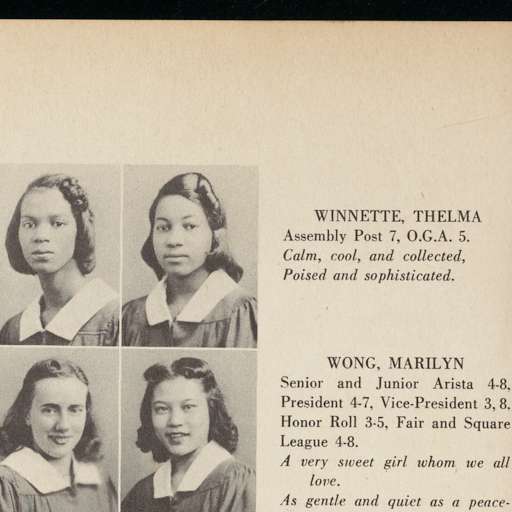 WINNETTE, THELMA
Assembly Post 7, O.G.A. 5.
Calm, cool, and collected,
Poised and sophisticated.
WONG, MARILYN
Senior and Junior Arista 4-8,
President 4-7, Vice-President 3, 8,
Honor Roll 3-5, Fair and Square
League 4-8.
A very sweet girl whom we all
love.
As gentle and quiet as a peace-